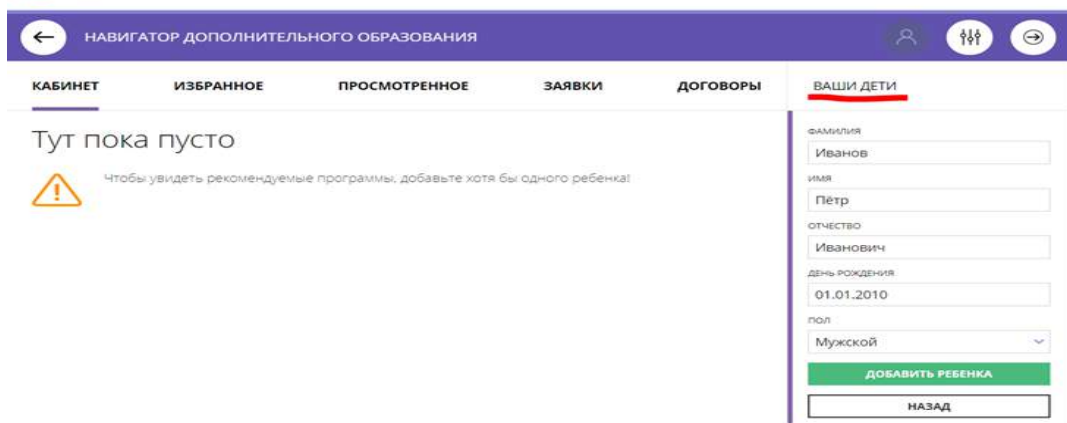 НАВИГАТОР ДОПОЛНИТЕЛЬНОГО ОБРАЗОВАНИЯ
КАБИНЕТ ИЗБРАННОЕ ПРОСМОТРЕННОЕ ЗАЯВКИ ДОГОВОРЫ
Тут пока пусто
Чтобы увидеть рекомендуемые программы, добавьте хотя бы одного ребенка!
ВАШИ ДЕТИ
ФАМИЛИЯ
Иванов
ИМЯ
Пётр
ОТЧЕСТВО
Иванович
ДЕНЬ РОЖДЕНИЯ
01.01.2010
ПОЛ
Мужской
ДОБАВИТЬ РЕБЕНКА
НАЗАД